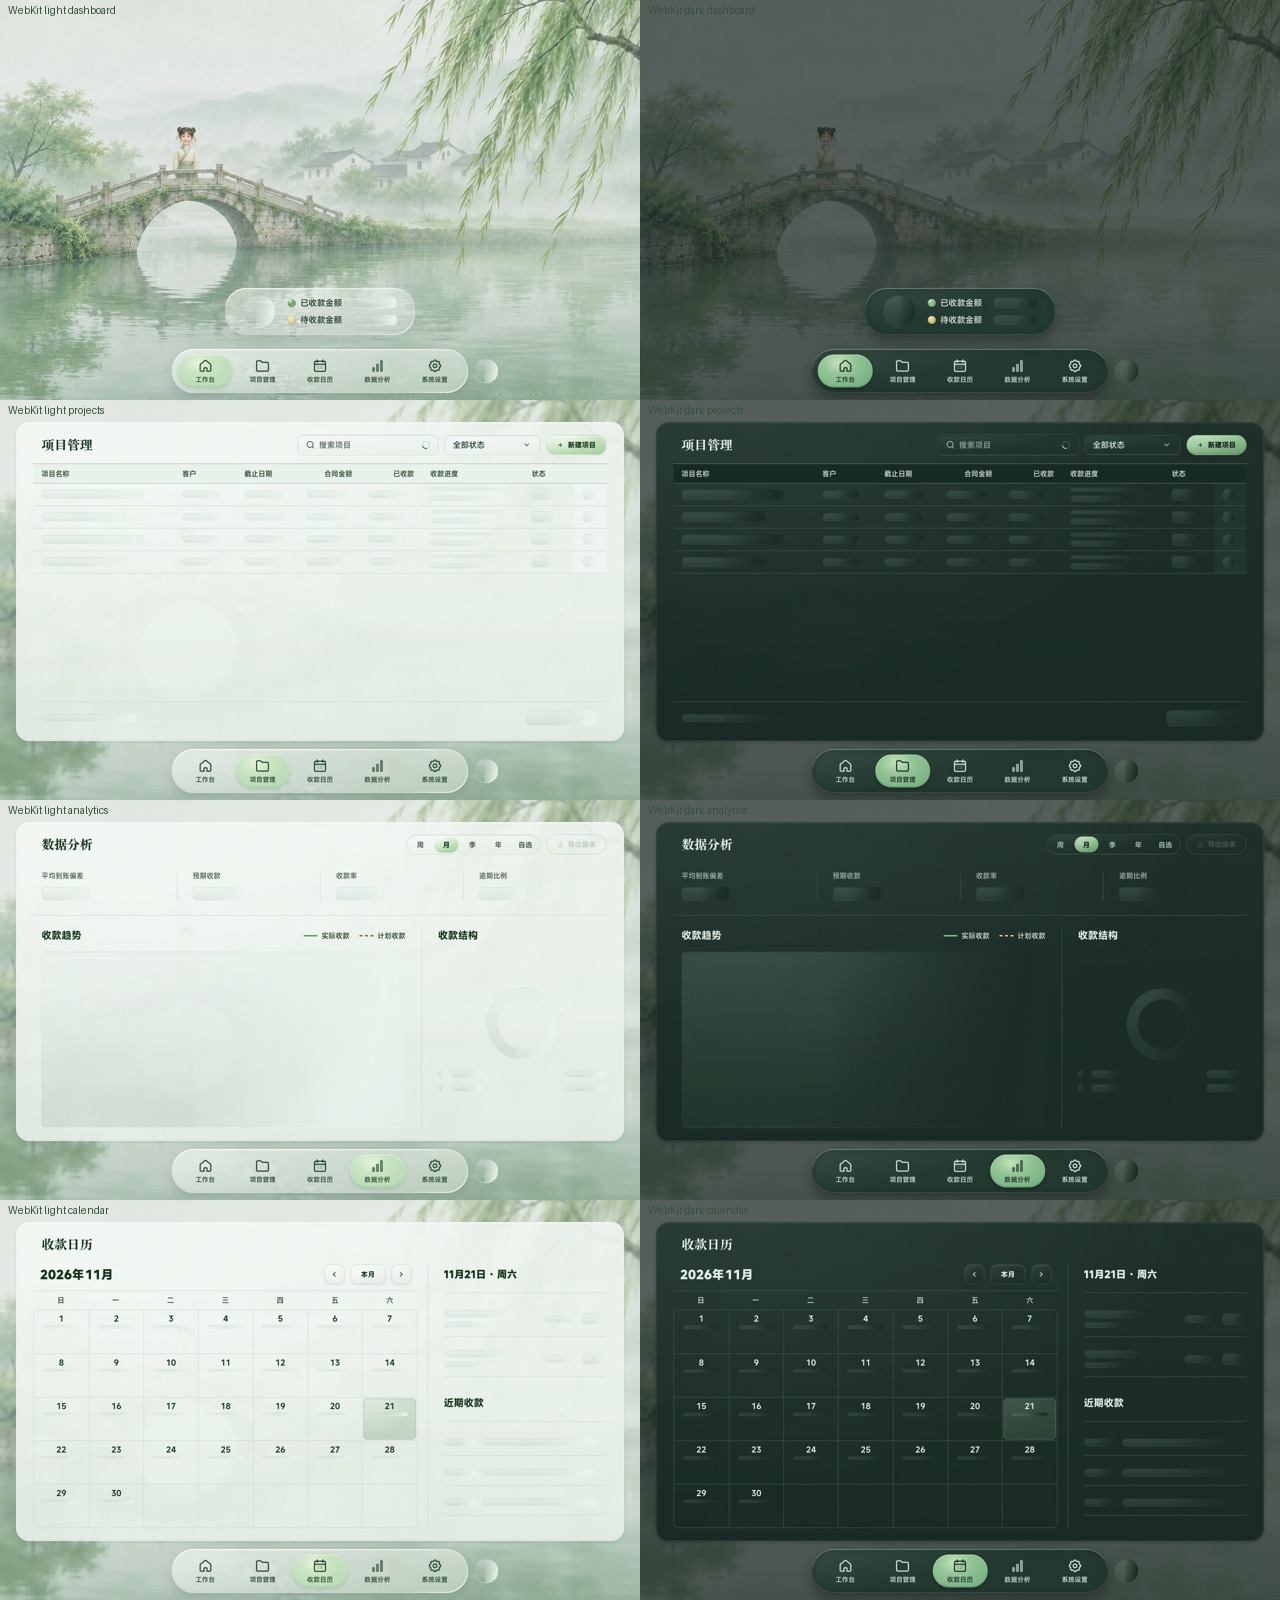 WebKit light dashboard
WebKit dark dashboard
已收款金额
待收款金额
已收款金额
待收款金额
工作台 项目管理 收款日历 数据分析 系统设置
工作台 项目管理 收款日历 数据分析 系统设置
WebKit light projects
WebKit dark projects
项目管理 搜索项目 全部状态 + 新建项目
项目管理 搜索项目 全部状态 + 新建项目
项目名称 客户 截止日期 合同金额 已收款 收款进度 状态
项目名称 客户 截止日期 合同金额 已收款 收款进度 状态
工作台 项目管理 收款日历 数据分析 系统设置
工作台 项目管理 收款日历 数据分析 系统设置
WebKit light analytics
WebKit dark analytics
数据分析 周 月 季 年 自选 导出报表
数据分析 周 月 季 年 自选 导出报表
平均到账偏差 预期收款 收款率 逾期比例
平均到账偏差 预期收款 收款率 逾期比例
收款趋势 实际收款 计划收款 收款结构
收款趋势 实际收款 计划收款 收款结构
工作台 项目管理 收款日历 数据分析 系统设置
工作台 项目管理 收款日历 数据分析 系统设置
WebKit light calendar
WebKit dark calendar
收款日历
2026年11月 本月 11月21日·周六
日 一 二 三 四 五 六
1 2 3 4 5 6 7
8 9 10 11 12 13 14
近期收款
15 16 17 18 19 20 21
22 23 24 25 26 27 28
29 30
收款日历
2026年11月 本月 11月21日·周六
日 一 二 三 四 五 六
1 2 3 4 5 6 7
8 9 10 11 12 13 14
近期收款
15 16 17 18 19 20 21
22 23 24 25 26 27 28
29 30
工作台 项目管理 收款日历 数据分析 系统设置
工作台 项目管理 收款日历 数据分析 系统设置